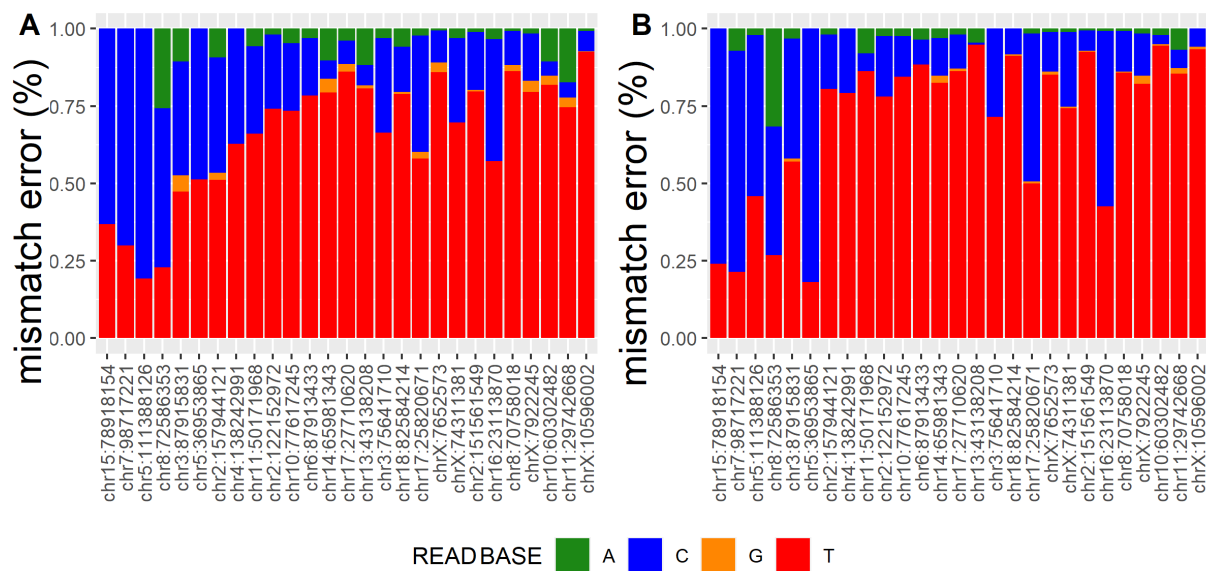 A
B
mismatch error (%)
1.00
0.75
0.50
0.25
0.00
chr15:78918154
chr7:98717221
chr5:111388126
chr8:72586353
chr3:87915831
chr5:36953865
chr2:157944121
chr4:138242991
chr11:50171968
chr2:122152972
chr10:77617245
chr6:87913433
chr14:65981343
chr17:27710620
chr13:43138208
chr3:75641710
chr18:82584214
chr17:25820671
chrX:7652573
chrX:74311381
chr2:151561549
chr16:23113870
chr8:70775018
chrX:7922245
chr10:60302482
chr11:29742668
chrX:10596002
mismatch error (%)
1.00
0.75
0.50
0.25
0.00
chr15:78918154
chr7:98717221
chr5:111388126
chr8:72586353
chr3:87915831
chr5:36953865
chr2:157944121
chr4:138242991
chr11:50171968
chr2:122152972
chr10:77617245
chr6:87913433
chr14:65981343
chr17:27710620
chr13:43138208
chr3:75641710
chr18:82584214
chr17:25820671
chrX:7652573
chrX:74311381
chr2:151561549
chr16:23113870
chr8:70758018
chrX:7922245
chr10:60302482
chr11:29742668
chrX:10596002
READ BASE A C G T